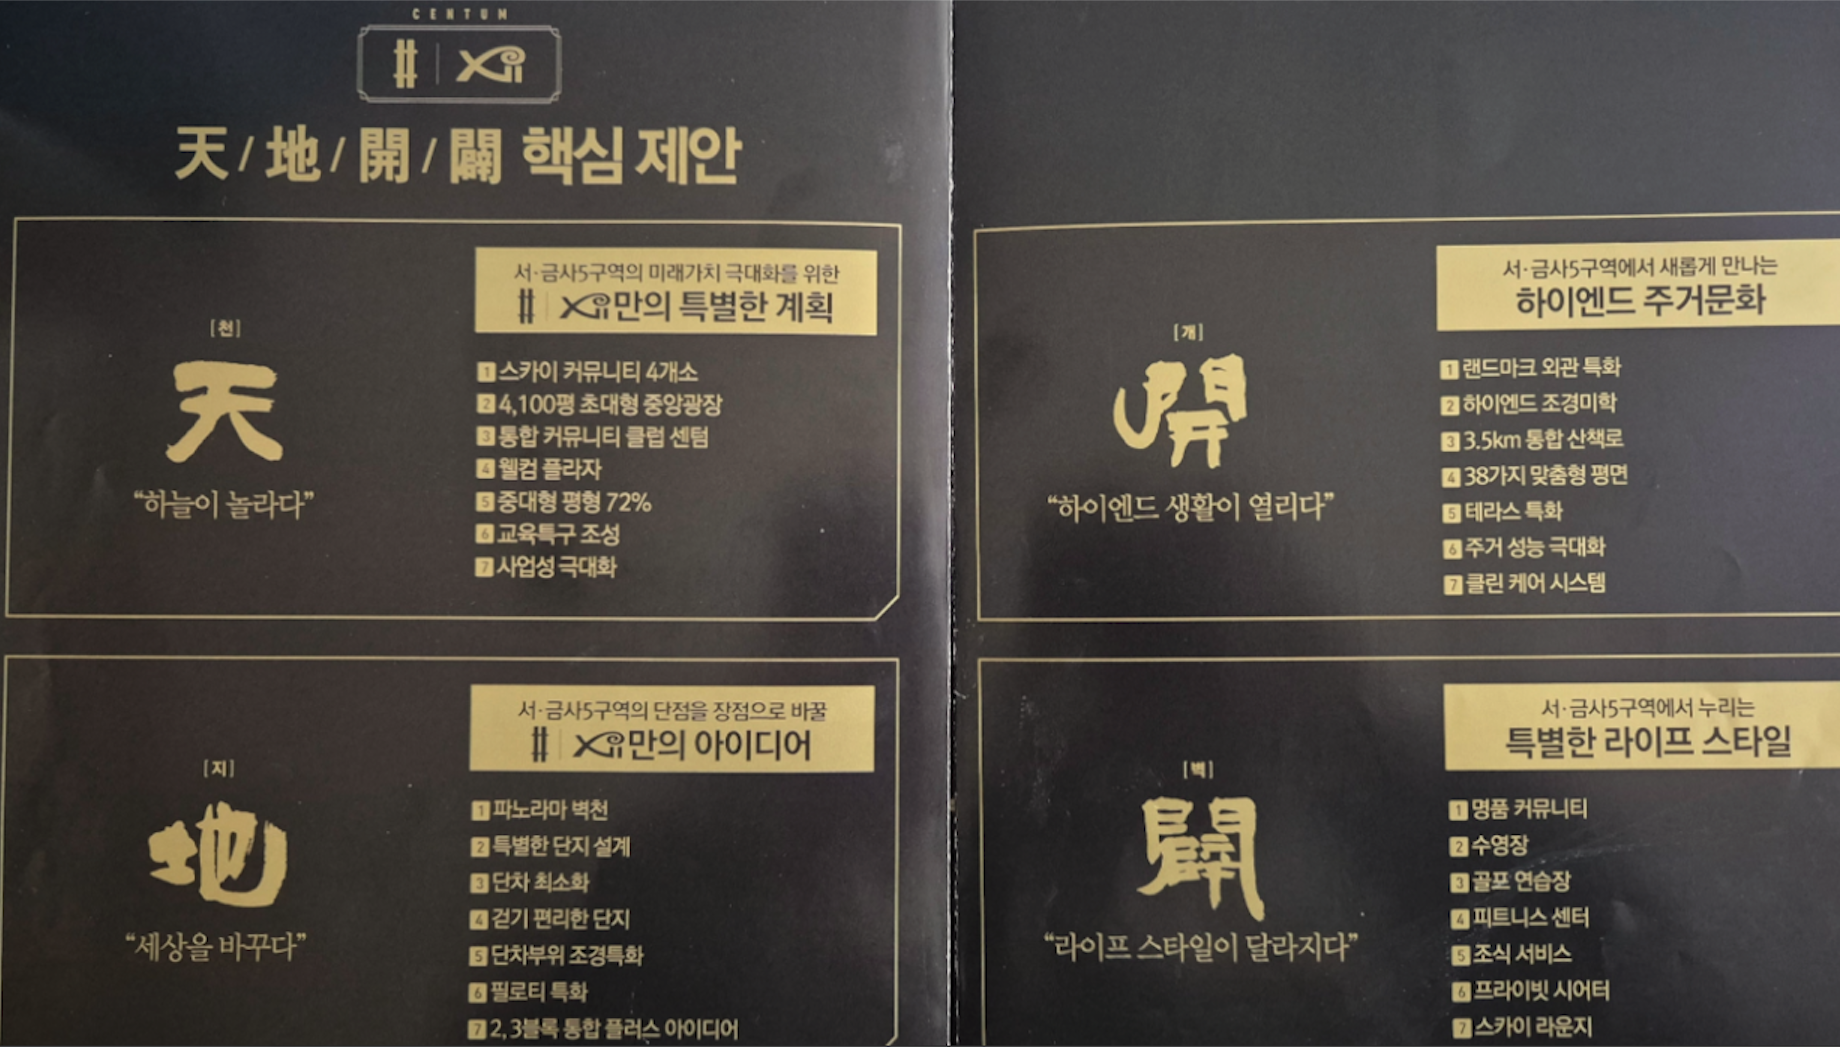 CENTUM
Xii
天/地/開/闢 핵심 제안
서·금사5구역의 미래가치 극대화를 위한
Xii만의 특별한 계획
[천]
天
“하늘이 놀라다”
1 스카이 커뮤니티 4개소
2 4,100평 초대형 중앙광장
3 통합 커뮤니티 클럽 센텀
4 웰컴 플라자
5 중대형 평형 72%
6 교육특구 조성
7 사업성 극대화
서·금사5구역의 단점을 장점으로 바꿀
Xii만의 아이디어
[지]
地
“세상을 바꾸다”
1 파노라마 벽천
2 특별한 단지 설계
3 단차 최소화
4 걷기 편리한 단지
5 단차부위 조경특화
6 필로티 특화
7 2, 3블록 통합 플러스 아이디어
서·금사5구역에서 새롭게 만나는
하이엔드 주거문화
[개]
開
“하이엔드 생활이 열리다”
1 랜드마크 외관 특화
2 하이엔드 조경미학
3 3.5km 통합 산책로
4 38가지 맞춤형 평면
5 테라스 특화
6 주거 성능 극대화
7 클린 케어 시스템
서·금사5구역에서 누리는
특별한 라이프 스타일
[벽]
闢
“라이프 스타일이 달라지다”
1 명품 커뮤니티
2 수영장
3 골프 연습장
4 피트니스 센터
5 조식 서비스
6 프라이빗 시어터
7 스카이 라운지